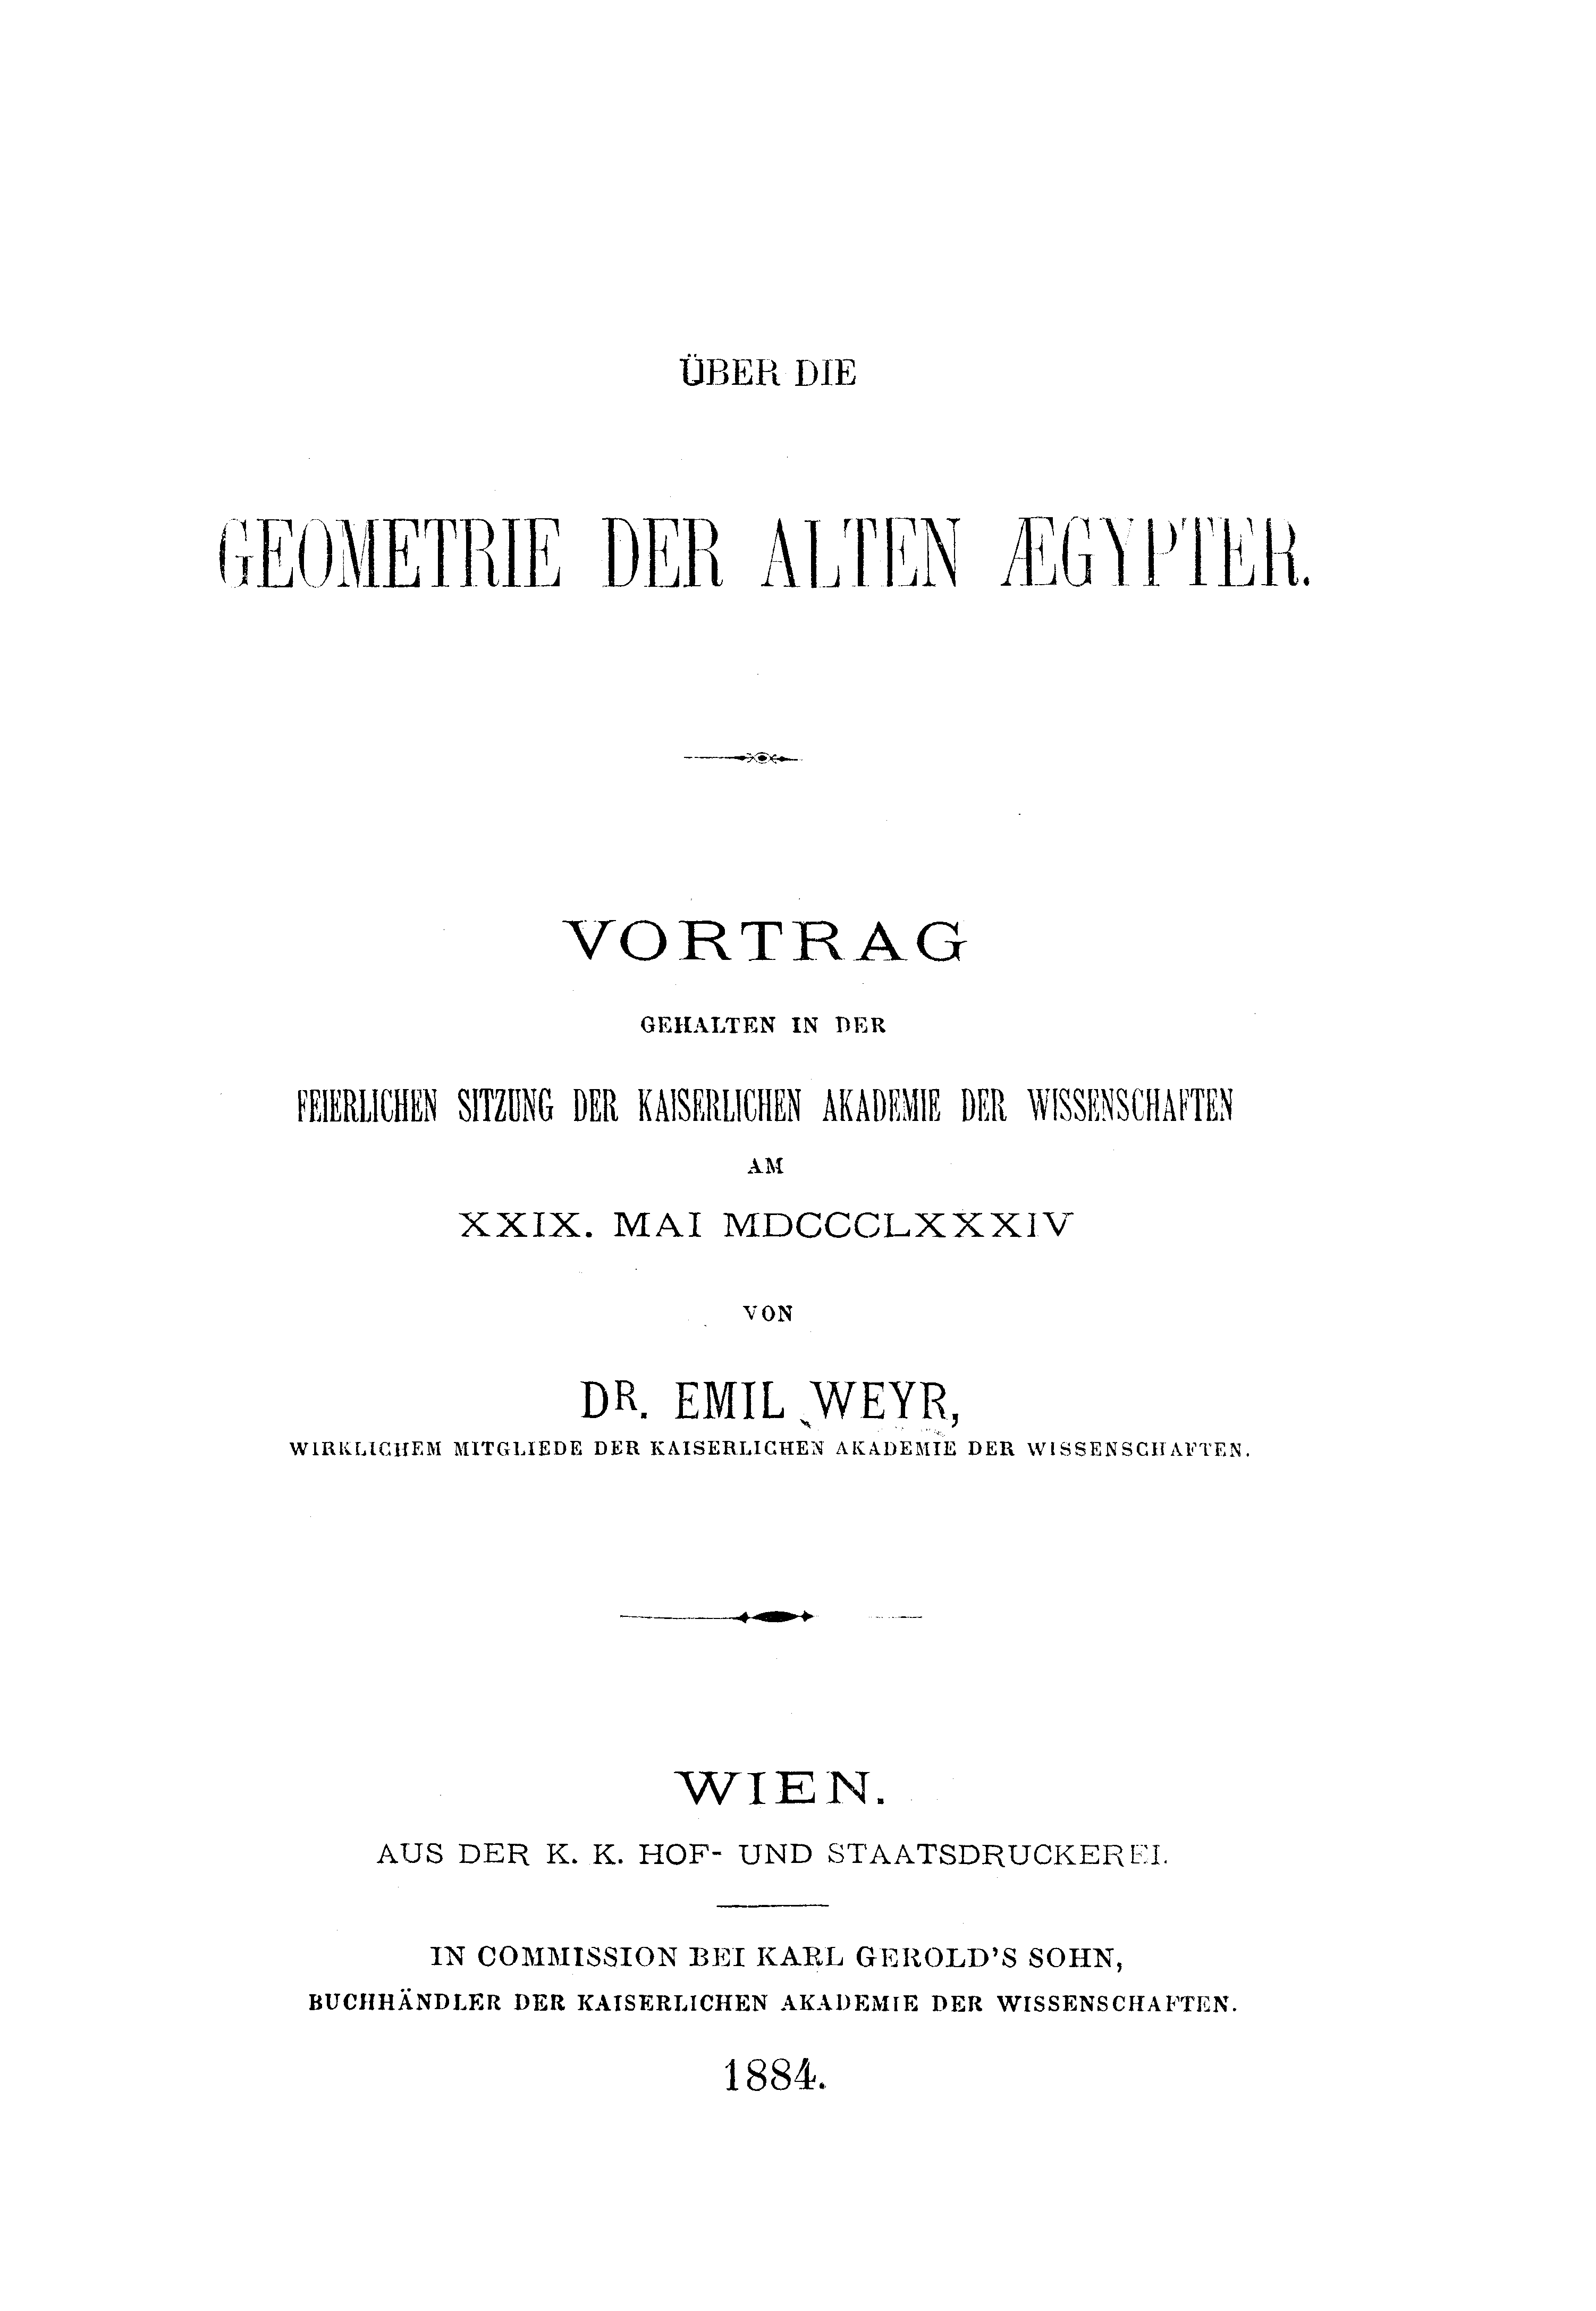 ÜBER DIE
GEOMETRIE DER ALTEN ÆGYPTER.
VORTRAG
GEHALTEN IN DER
FEIERLICHEN SITZUNG DER KAISERLICHEN AKADEMIE DER WISSENSCHAFTEN
AM
XXIX. MAI MDCCCLXXXIV
VON
DR. EMIL WEYR,
WIRKLICHEM MITGLIEDE DER KAISERLICHEN AKADEMIE DER WISSENSCHAFTEN.
WIEN.
AUS DER K. K. HOF- UND STAATSDRUCKEREI.
IN COMMISSION BEI KARL GEROLD'S SOHN,
BUCHHÄNDLER DER KAISERLICHEN AKADEMIE DER WISSENSCHAFTEN.
1884.